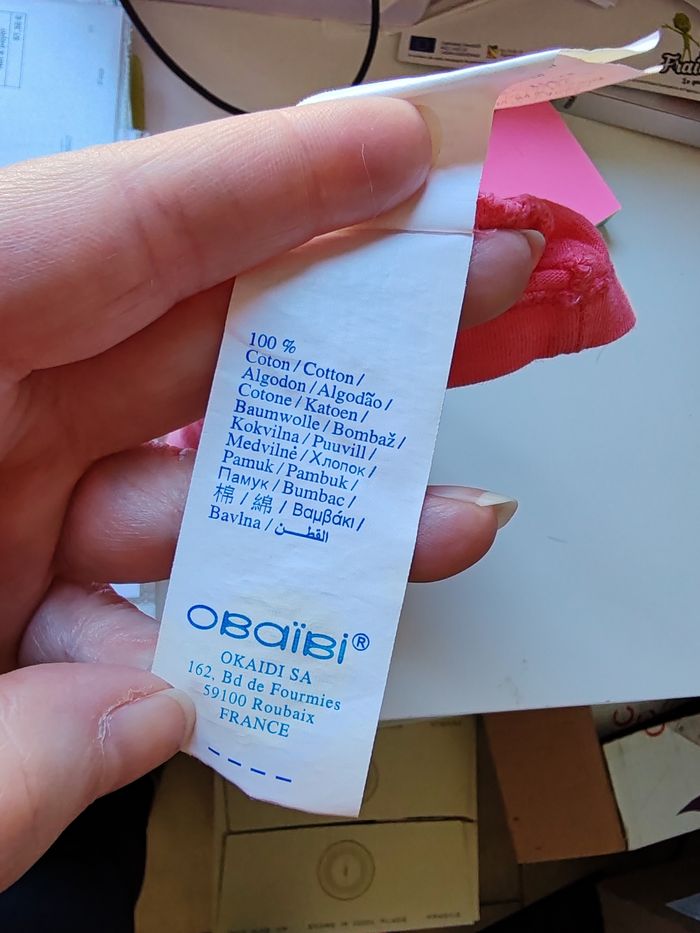 100 %
Coton / Cotton /
Algodon / Algodão /
Cotone / Katoen /
Baumwolle / Bombaž /
Kokvilna / Puuvill /
Medvilnė / Хлопок /
Pamuk / Pambuk /
Памук / Bumbac /
棉 / 綿 / Βαμβάκι /
Bavlna / القطـــن
OBaïBi®
OKAIDI SA
162, Bd de Fourmies
59100 Roubaix
FRANCE